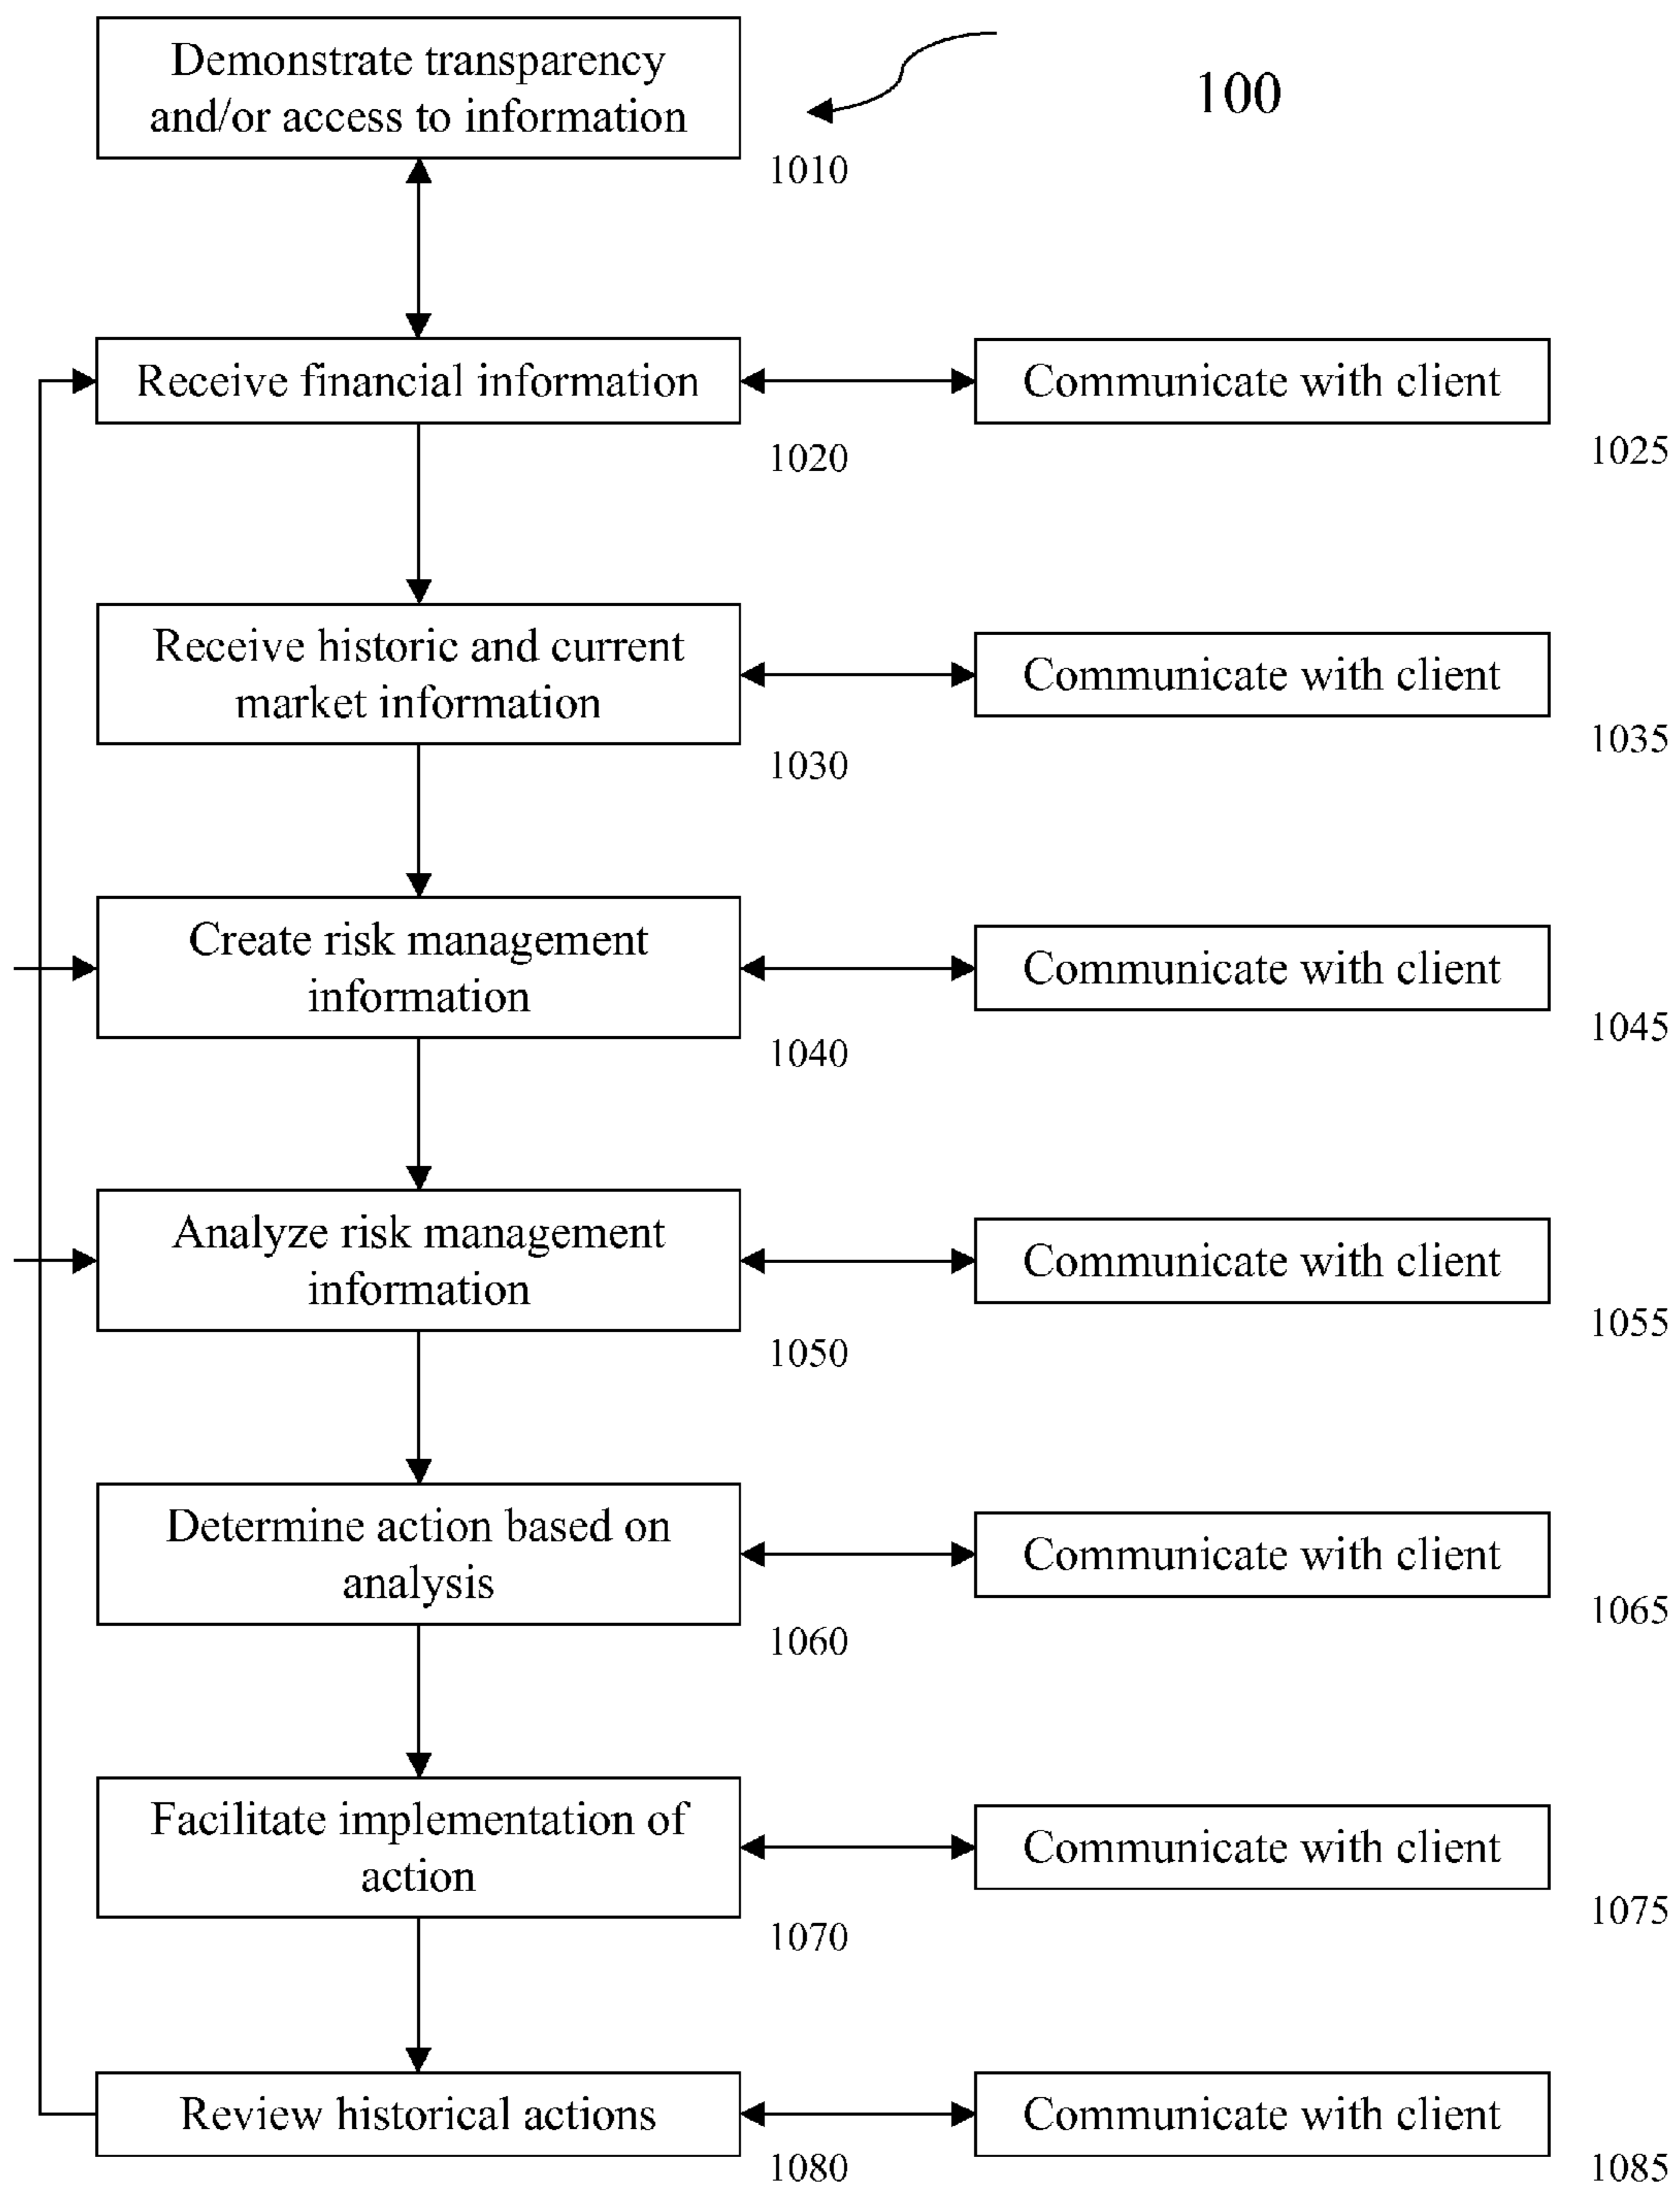 Demonstrate transparency
and/or access to information
100
1010
Receive financial information
Communicate with client
1020
1025
Receive historic and current
market information
Communicate with client
1030
1035
Create risk management
information
Communicate with client
1040
1045
Analyze risk management
information
Communicate with client
1050
1055
Determine action based on
analysis
Communicate with client
1060
1065
Facilitate implementation of
action
Communicate with client
1070
1075
Review historical actions
Communicate with client
1080
1085